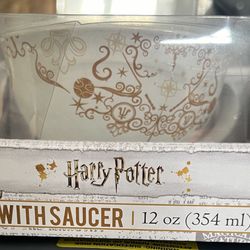 Harry Potter
WITH SAUCER | 12 oz (354 ml)